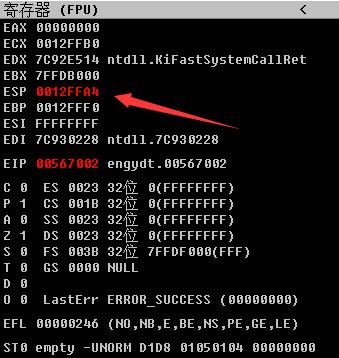 寄存器 (FPU) <
EAX 00000000
ECX 0012FFB0
EDX 7C92E514 ntdll.KiFastSystemCallRet
EBX 7FFDB000
ESP 0012FFA4
EBP 0012FFF0
ESI FFFFFFFF
EDI 7C930228 ntdll.7C930228
EIP 00567002 engydt.00567002
C 0 ES 0023 32位 0(FFFFFFFF)
P 1 CS 001B 32位 0(FFFFFFFF)
A 0 SS 0023 32位 0(FFFFFFFF)
Z 1 DS 0023 32位 0(FFFFFFFF)
S 0 FS 003B 32位 7FFDF000(FFF)
T 0 GS 0000 NULL
D 0
O 0 LastErr ERROR_SUCCESS (00000000)
EFL 00000246 (NO,NB,E,BE,NS,PE,GE,LE)
ST0 empty -UNORM D1D8 01050104 00000000